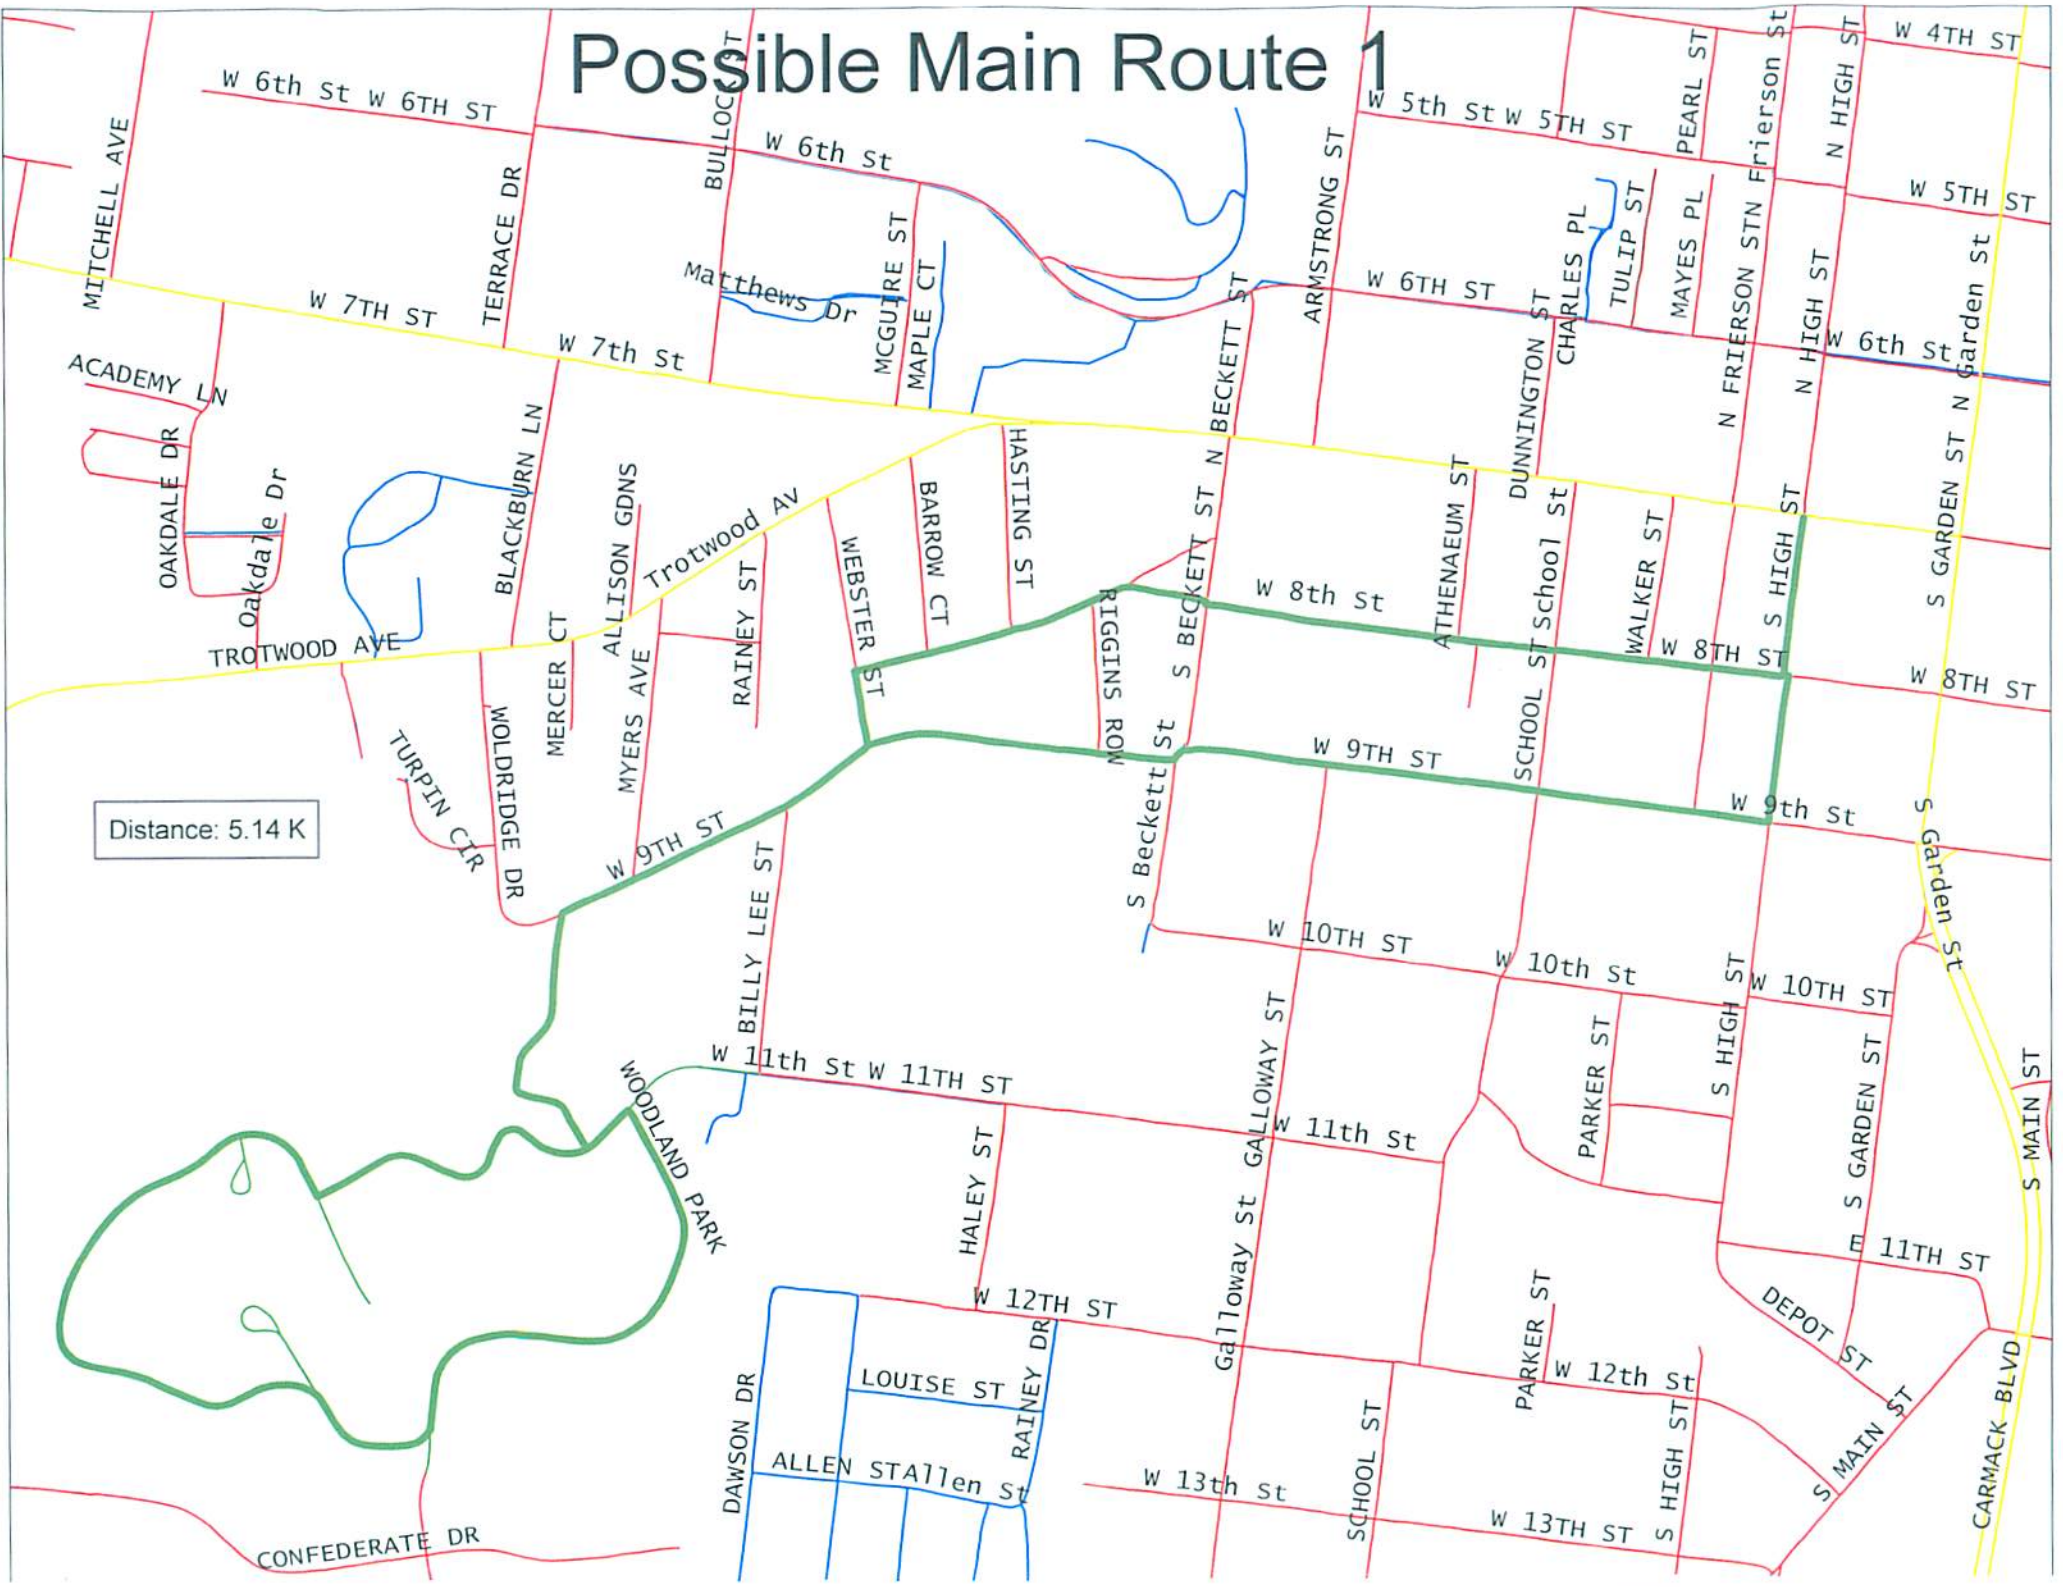 Possible Main Route 1
W 4TH ST
W 6th St W 6TH ST
BULLOCK ST
W 6th St
W 5th St W 5TH ST
PEARL ST
N Frierson St
N HIGH ST
W 5TH ST
MITCHELL AVE
TERRACE DR
MCGUIRE ST
MAPLE CT
Matthews Dr
ARMSTRONG ST
W 6TH ST
CHARLES PL
TULIP ST
MAYES PL
N FRIERSON ST
N HIGH ST
W 6th St
N Garden St
W 7TH ST
W 7th St
N BECKETT ST
DUNNINGTON ST
ACADEMY LN
OAKDALE DR
Oakdale Dr
BLACKBURN LN
ALLISON GDNS
Trotwood Av
BARROW CT
HASTING ST
ATHENAEUM ST
School St
WALKER ST
S HIGH ST
S GARDEN ST
WEBSTER ST
RAINEY ST
S BECKETT ST
W 8th St
W 8TH ST
W 8TH ST
TROTWOOD AVE
MERCER CT
MYERS AVE
RIGGINS ROW
SCHOOL ST
TURPIN CIR
WOLDRIDGE DR
S Beckett St
W 9TH ST
W 9th St
Distance: 5.14 K
W 9TH ST
S Garden St
BILLY LEE ST
W 10TH ST
W 10th St
W 10TH ST
S HIGH ST
WOODLAND PARK
W 11th St W 11TH ST
GALLOWAY ST
PARKER ST
S GARDEN ST
S MAIN ST
W 11th St
HALEY ST
Galloway St
E 11TH ST
W 12TH ST
DEPOT ST
RAINEY DR
LOUISE ST
PARKER ST
W 12th St
CARMACK BLVD
DAWSON DR
ALLEN ST Allen St
W 13th St
SCHOOL ST
S HIGH ST
S MAIN ST
W 13TH ST
CONFEDERATE DR